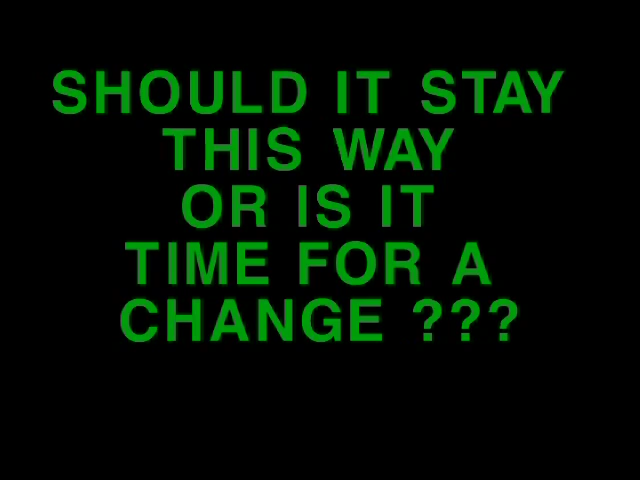 SHOULD IT STAY
THIS WAY
OR IS IT
TIME FOR A
CHANGE ???